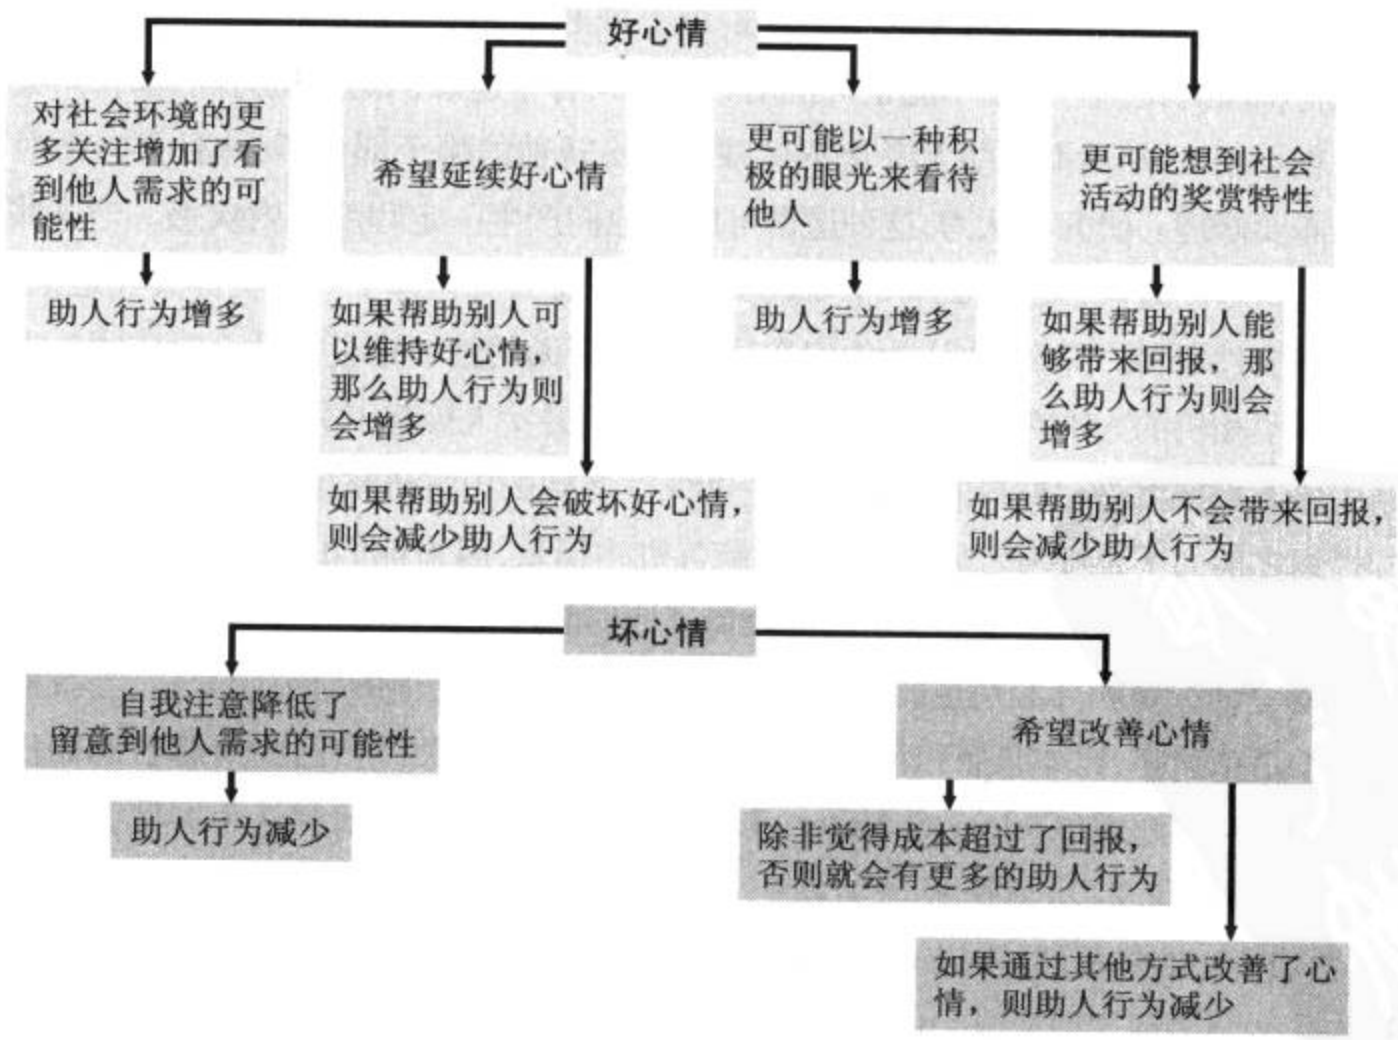 好心情
对社会环境的更
多关注增加了看
到他人需求的可
能性
助人行为增多
希望延续好心情
如果帮助别人可
以维持好心情，
那么助人行为则
会增多
如果帮助别人会破坏好心情，
则会减少助人行为
更可能以一种积
极的眼光来看待
他人
助人行为增多
更可能想到社会
活动的奖赏特性
如果帮助别人能
够带来回报，那
么助人行为则会
增多
如果帮助别人不会带来回报，
则会减少助人行为
坏心情
自我注意降低了
留意到他人需求的可能性
助人行为减少
希望改善心情
除非觉得成本超过了回报，
否则就会有更多的助人行为
如果通过其他方式改善了心
情，则助人行为减少